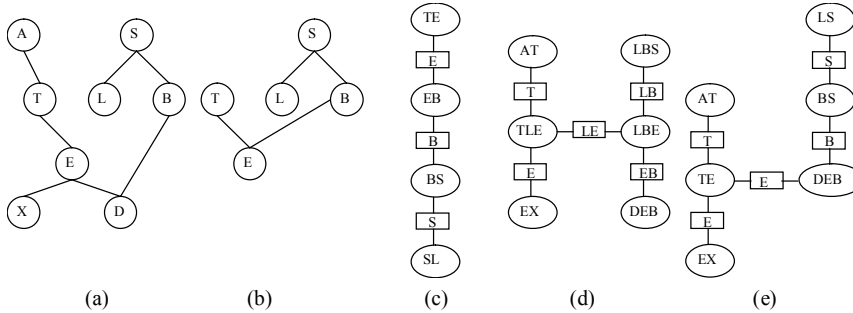 A
S
T
L
B
E
X
D
(a)
S
T
L
B
E
(b)
TE
E
EB
B
BS
S
SL
(c)
AT
LBS
T
LB
TLE
LE
LBE
E
EB
EX
DEB
(d)
LS
S
AT
BS
T
B
TE
E
DEB
E
EX
(e)